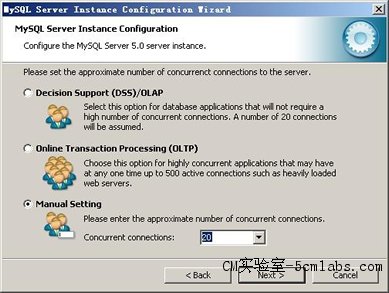 MySQL Server Instance Configuration Wizard
MySQL Server Instance Configuration
Configure the MySQL Server 5.0 server instance.
Please set the approximate number of concurrent connections to the server.
Decision Support (DSS)/OLAP
Select this option for database applications that will not require a
high number of concurrent connections. A number of 20 connections
will be assumed.
Online Transaction Processing (OLTP)
Choose this option for highly concurrent applications that may have
at any one time up to 500 active connections such as heavily loaded
web servers.
Manual Setting
Please enter the approximate number of concurrent connections.
Concurrent connections: 20
< Back Next > Cancel
CM实验室-5cmlabs.com